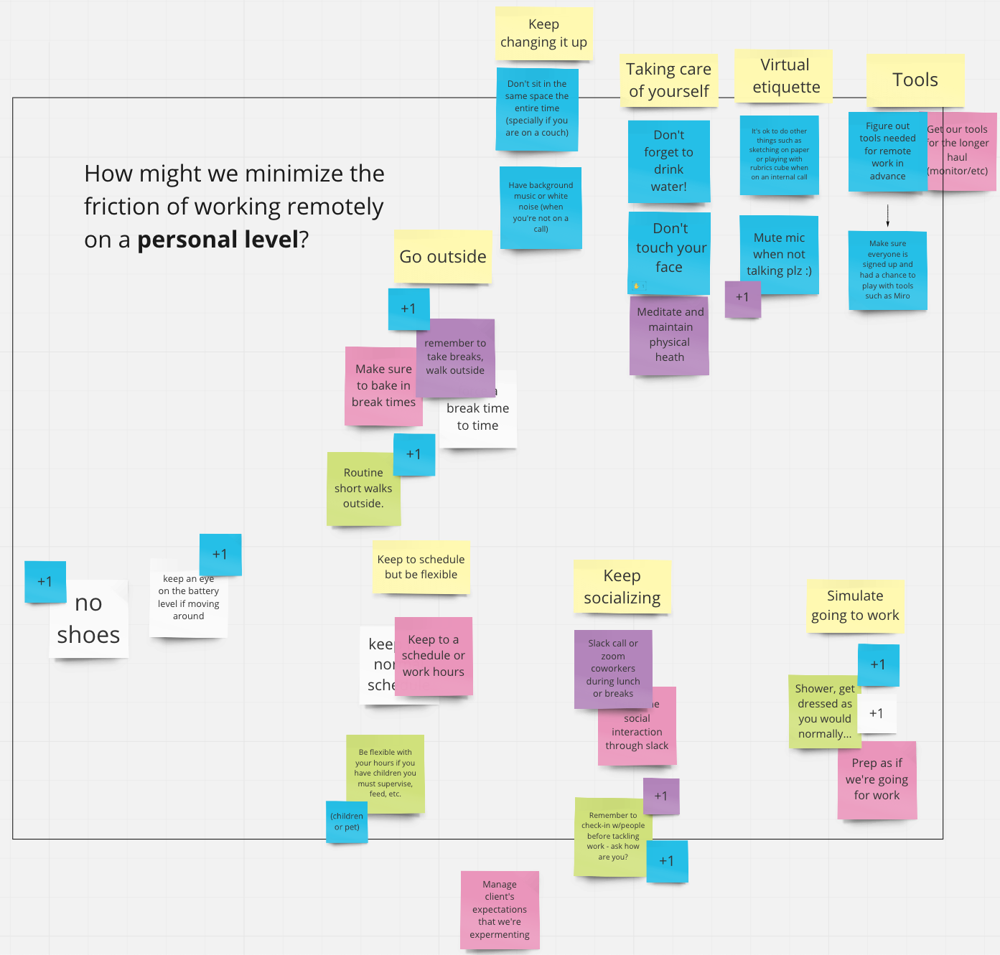 How might we minimize the
friction of working remotely
on a personal level?
Keep
changing it up
Don't sit in the
same space the
entire time
(specially if you
are on a couch)
Have background
music or white
noise (when
you're not on a
call)
Taking care
of yourself
Don't
forget to
drink
water!
Don't
touch your
face
Meditate and
maintain
physical
heath
Virtual
etiquette
It's ok to do other
things such as
sketching on paper
or playing with
rubrics cube when
on an internal call
Mute mic
when not
talking plz :)
+1
Tools
Figure out
tools needed
for remote
work in
advance
Get our tools
for the longer
haul
(monitor/etc)
Make sure
everyone is
signed up and
had a chance to
play with tools
such as Miro
Go outside
+1
remember to
take breaks,
walk outside
Make sure
to bake in
break times
a
break time
to time
+1
Routine
short walks
outside.
+1
no
shoes
+1
keep an eye
on the battery
level if moving
around
Keep to schedule
but be flexible
Keep to a
schedule or
work hours
Be flexible with
your hours if you
have children you
must supervise,
feed, etc.
(children
or pet)
Keep
socializing
Slack call or
zoom
coworkers
during lunch
or breaks
social
interaction
through slack
+1
Remember to
check-in w/people
before tackling
work - ask how
are you?
+1
Simulate
going to work
+1
+1
Shower, get
dressed as
you would
normally...
Prep as if
we're going
for work
Manage
client's
expectations
that we're
expermenting